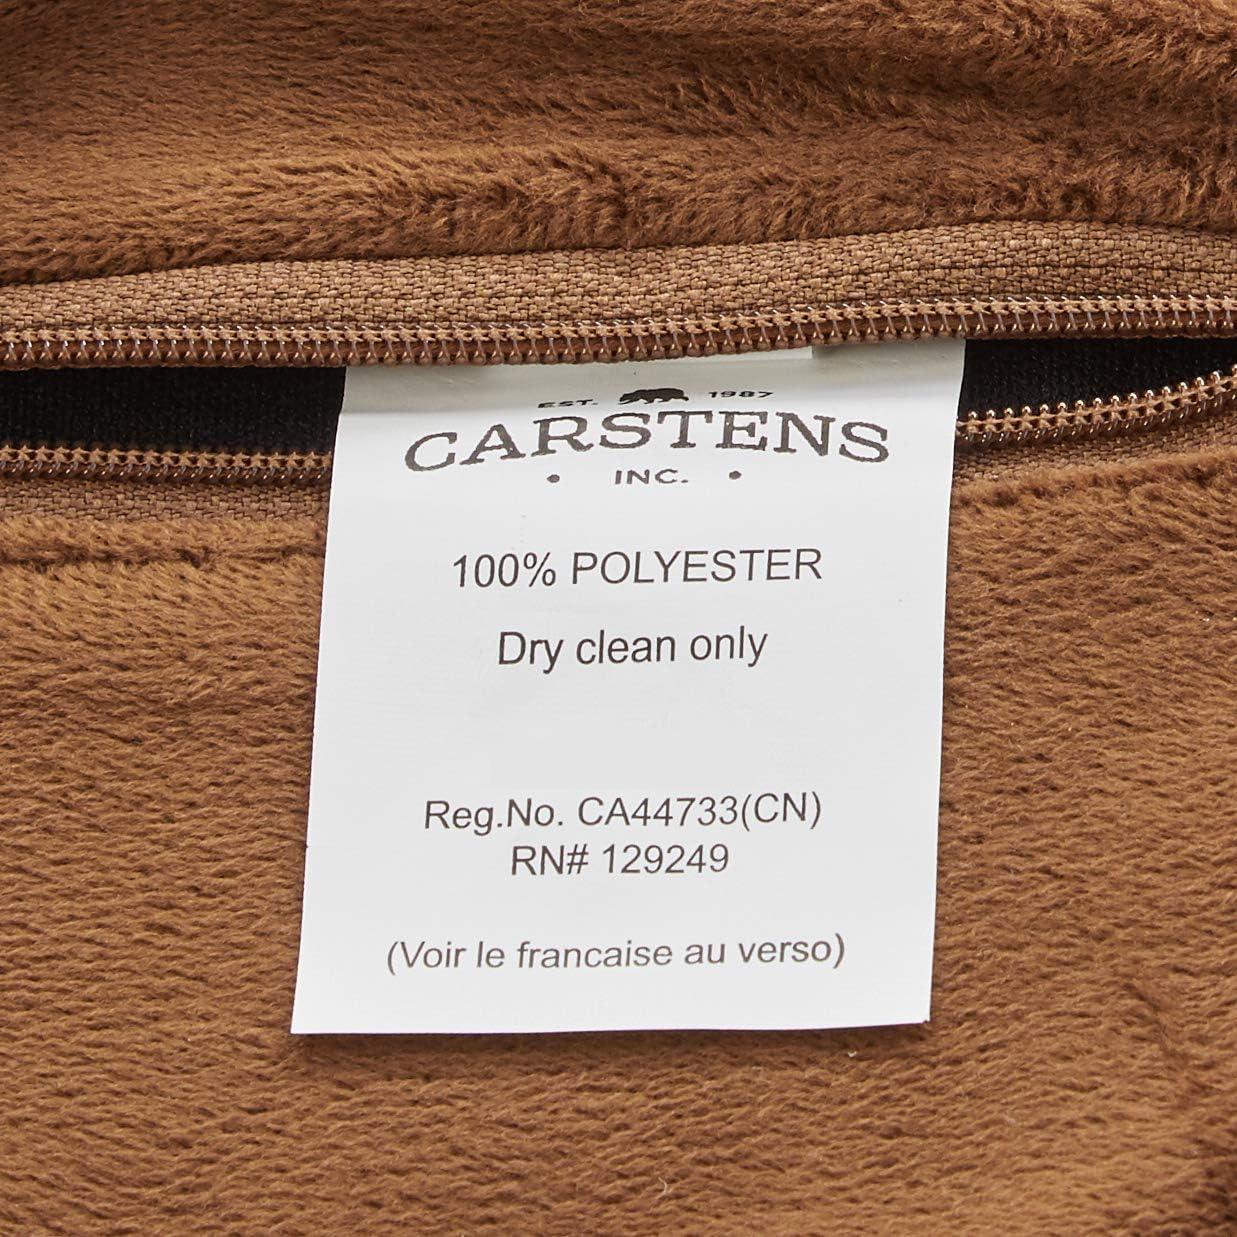 EST. 1987
CARSTENS
• INC. •
100% POLYESTER
Dry clean only
Reg.No. CA44733(CN)
RN# 129249
(Voir le francaise au verso)